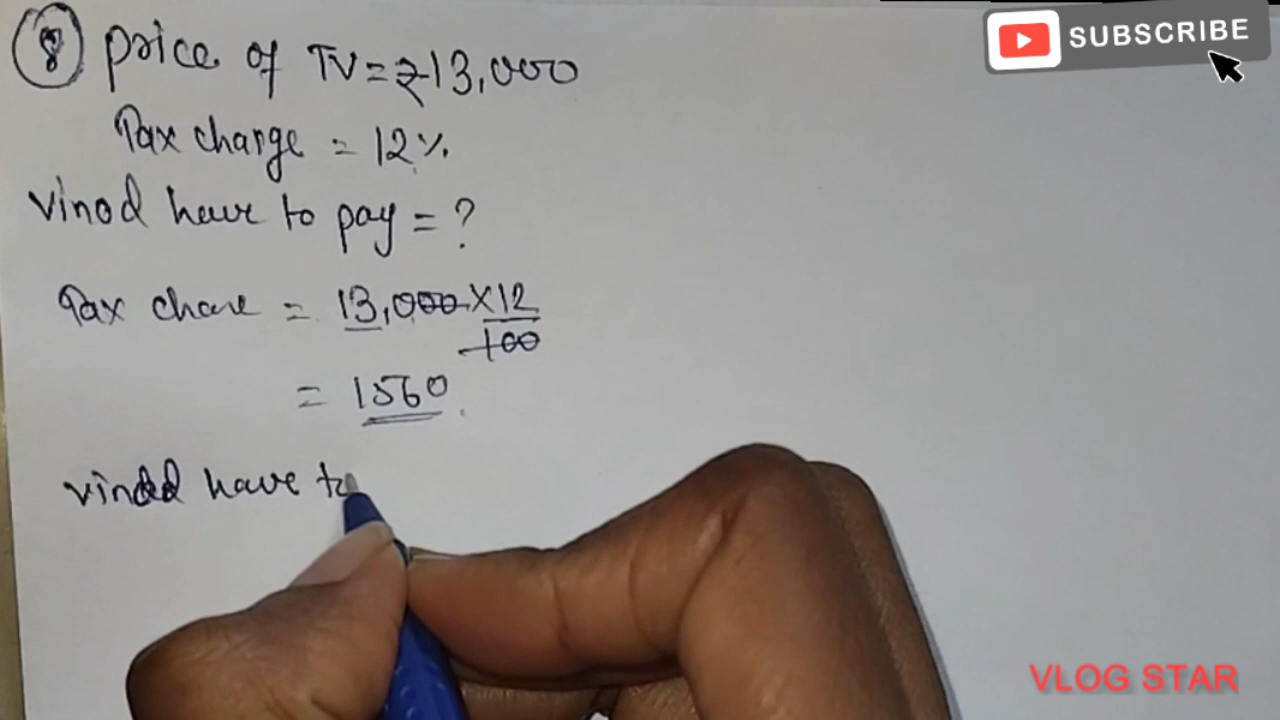 8 price of TV = ₹13,000
SUBSCRIBE
Tax charge = 12%.
Vinod have to pay = ?
Tax chare = 13,000 × 12
100
= 1560
vinod have to
VLOG STAR